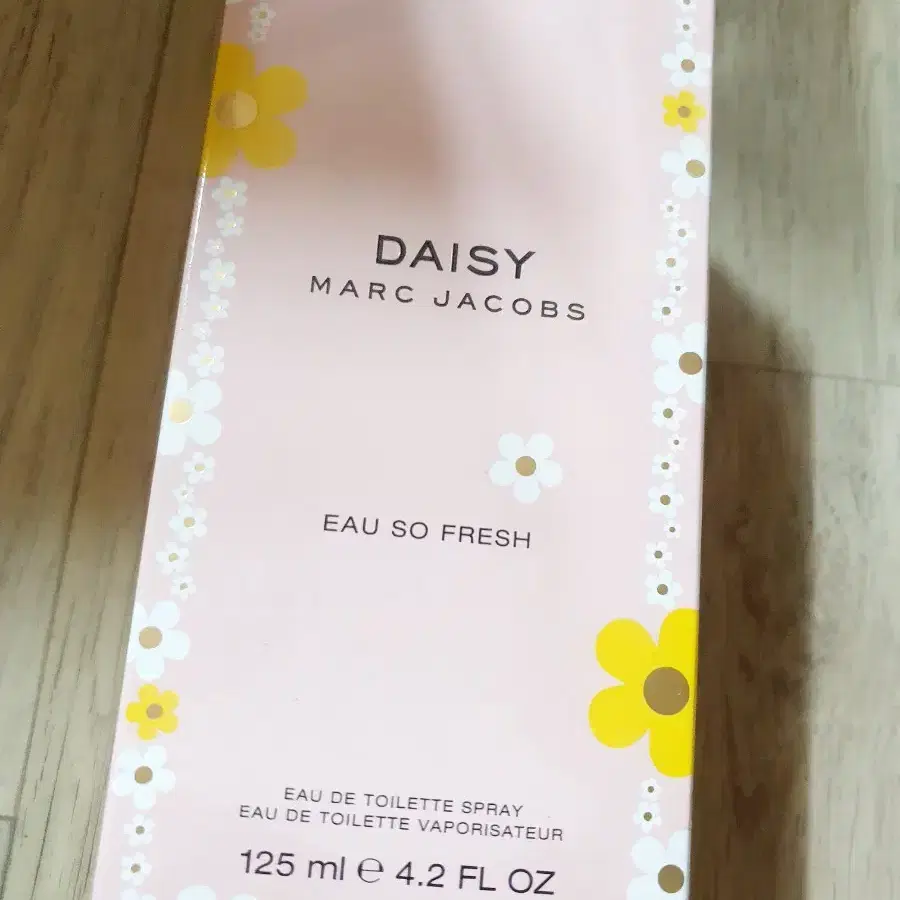 DAISY
MARC JACOBS
EAU SO FRESH
EAU DE TOILETTE SPRAY
EAU DE TOILETTE VAPORISATEUR
125 ml ℮ 4.2 FL OZ